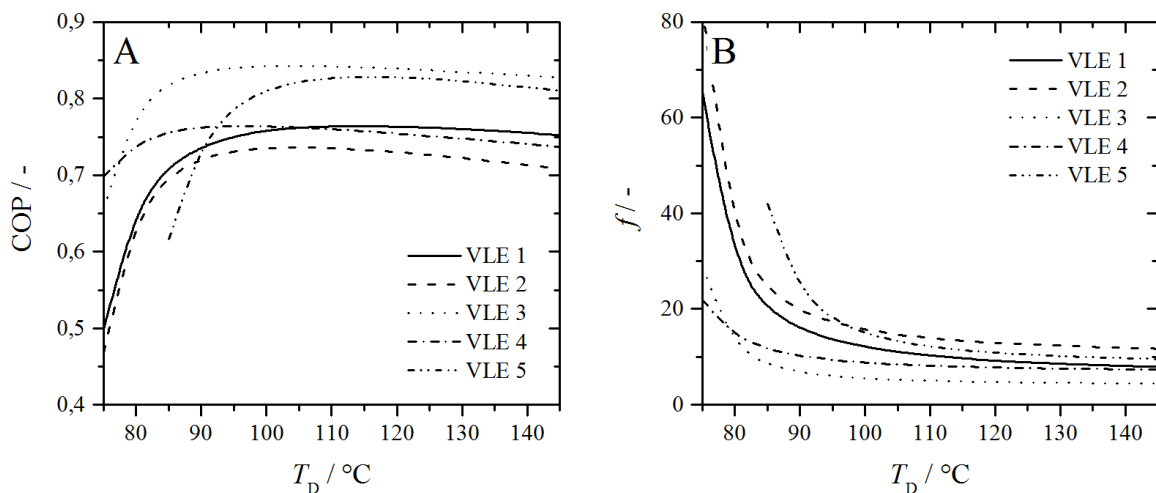 A
COP / -
0,9
0,8
0,7
0,6
0,5
0,4
VLE 1
VLE 2
VLE 3
VLE 4
VLE 5
80 90 100 110 120 130 140
T_D / °C
B
f / -
80
60
40
20
0
VLE 1
VLE 2
VLE 3
VLE 4
VLE 5
80 90 100 110 120 130 140
T_D / °C